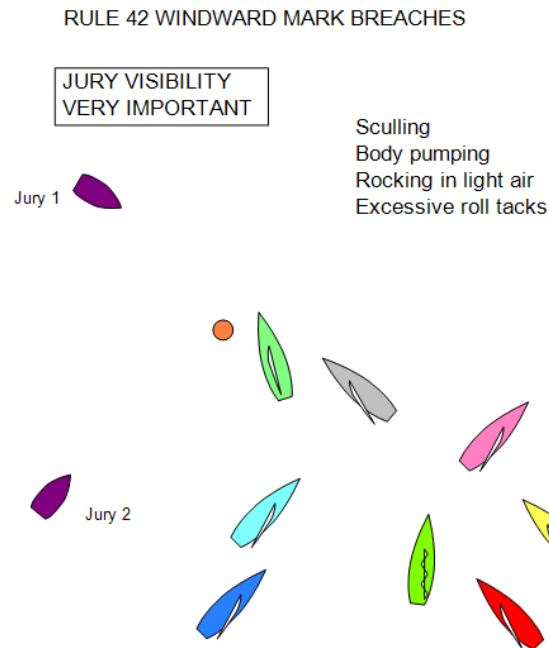 RULE 42 WINDWARD MARK BREACHES
JURY VISIBILITY
VERY IMPORTANT
Sculling
Body pumping
Rocking in light air
Excessive roll tacks
Jury 1
Jury 2